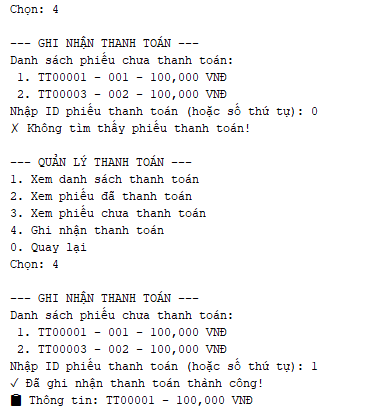 Chọn: 4
--- GHI NHẬN THANH TOÁN ---
Danh sách phiếu chưa thanh toán:
1. TT00001 - 001 - 100,000 VNĐ
2. TT00003 - 002 - 100,000 VNĐ
Nhập ID phiếu thanh toán (hoặc số thứ tự): 0
✗ Không tìm thấy phiếu thanh toán!
--- QUẢN LÝ THANH TOÁN ---
1. Xem danh sách thanh toán
2. Xem phiếu đã thanh toán
3. Xem phiếu chưa thanh toán
4. Ghi nhận thanh toán
0. Quay lại
Chọn: 4
--- GHI NHẬN THANH TOÁN ---
Danh sách phiếu chưa thanh toán:
1. TT00001 - 001 - 100,000 VNĐ
2. TT00003 - 002 - 100,000 VNĐ
Nhập ID phiếu thanh toán (hoặc số thứ tự): 1
✓ Đã ghi nhận thanh toán thành công!
📋 Thông tin: TT00001 - 100,000 VNĐ